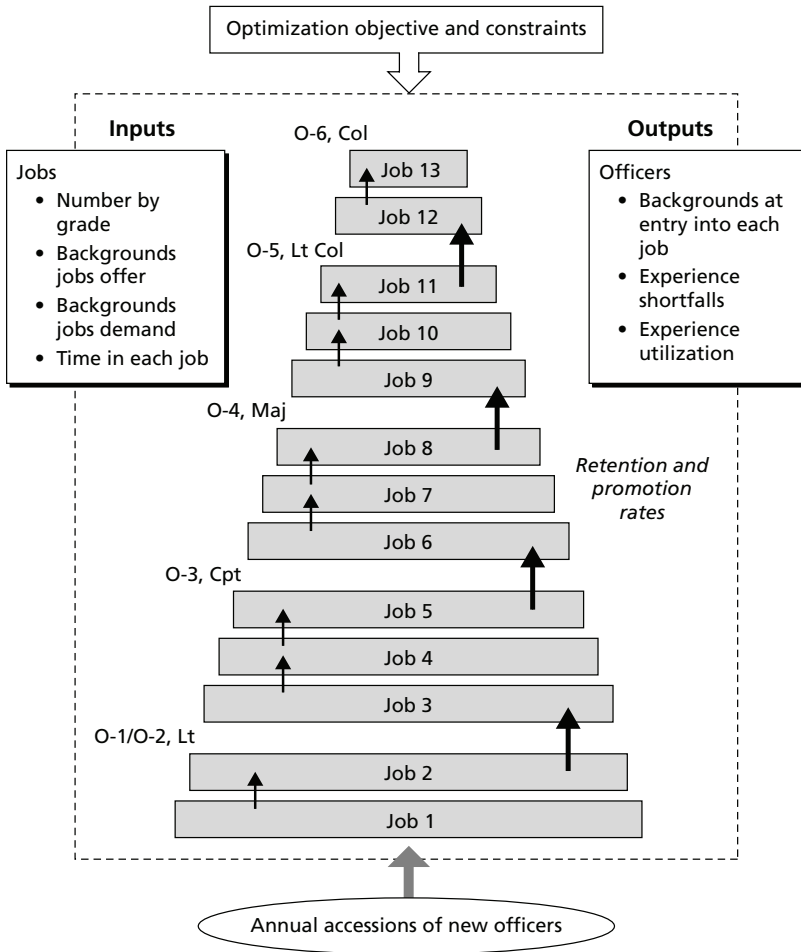 Optimization objective and constraints
Inputs
Jobs
• Number by
grade
• Backgrounds
jobs offer
• Backgrounds
jobs demand
• Time in each job
Outputs
Officers
• Backgrounds at
entry into each
job
• Experience
shortfalls
• Experience
utilization
O-6, Col
Job 13
Job 12
O-5, Lt Col
Job 11
Job 10
Job 9
O-4, Maj
Job 8
Job 7
Job 6
Retention and
promotion
rates
O-3, Cpt
Job 5
Job 4
Job 3
O-1/O-2, Lt
Job 2
Job 1
Annual accessions of new officers